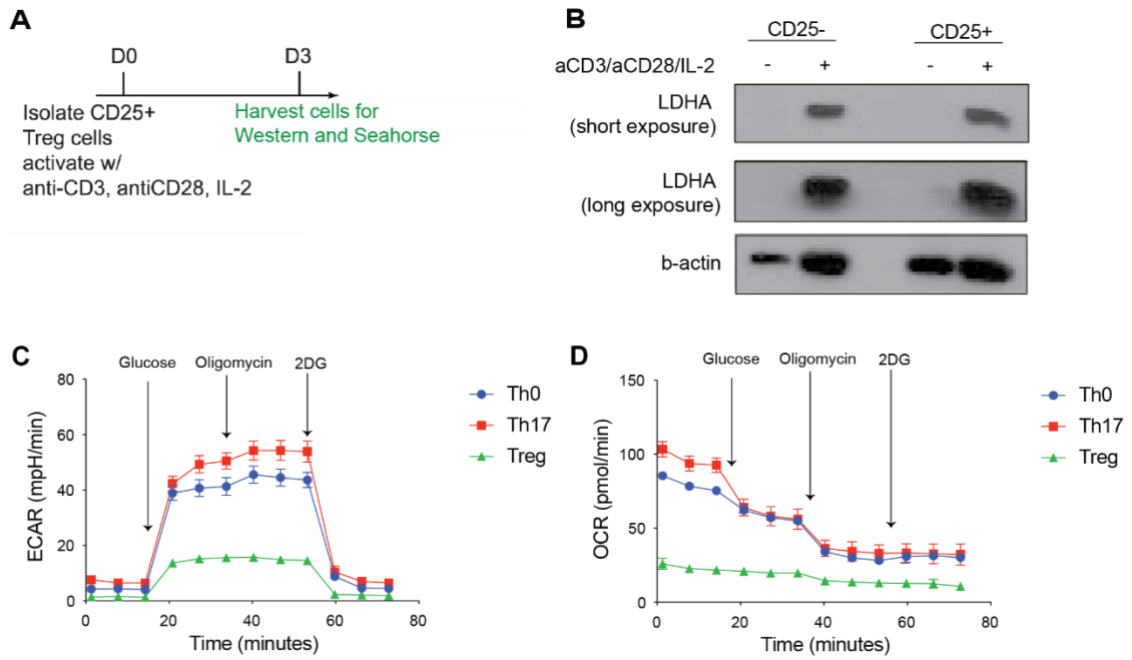 A
D0
D3
Isolate CD25+
Treg cells
activate w/
anti-CD3, antiCD28, IL-2
Harvest cells for
Western and Seahorse
B
CD25-
CD25+
aCD3/aCD28/IL-2
-
+
-
+
LDHA
(short exposure)
LDHA
(long exposure)
b-actin
C
Glucose
Oligomycin
2DG
80
60
40
20
0
0
20
40
60
80
ECAR (mpH/min)
Time (minutes)
Th0
Th17
Treg
D
Glucose
Oligomycin
2DG
150
100
50
0
0
20
40
60
80
OCR (pmol/min)
Time (minutes)
Th0
Th17
Treg